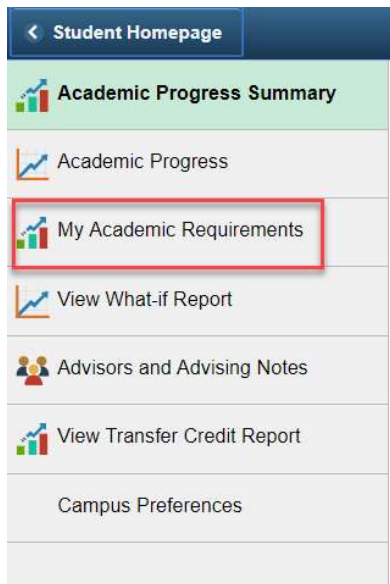 Student Homepage
Academic Progress Summary
Academic Progress
My Academic Requirements
View What-if Report
Advisors and Advising Notes
View Transfer Credit Report
Campus Preferences